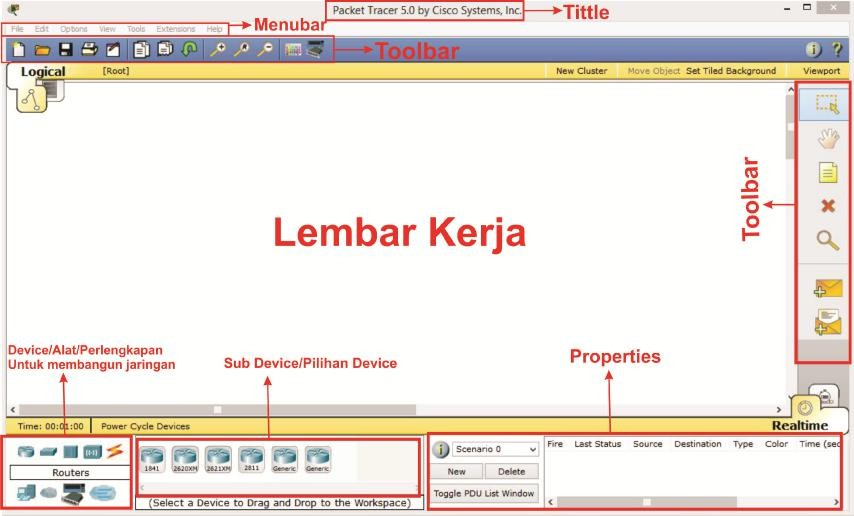 Packet Tracer 5.0 by Cisco Systems, Inc.
Tittle
File Edit Options View Tools Extensions Help
Menubar
Toolbar
Logical [Root] New Cluster Move Object Set Tiled Background Viewport
Lembar Kerja
Toolbar
Device/Alat/Perlengkapan
Untuk membangun jaringan
Sub Device/Pilihan Device
Properties
Time: 00:01:00 Power Cycle Devices Realtime
Routers
1841 2620XM 2621XM 2811 Generic Generic
(Select a Device to Drag and Drop to the Workspace)
Scenario 0
New Delete
Toggle PDU List Window
Fire Last Status Source Destination Type Color Time (sec